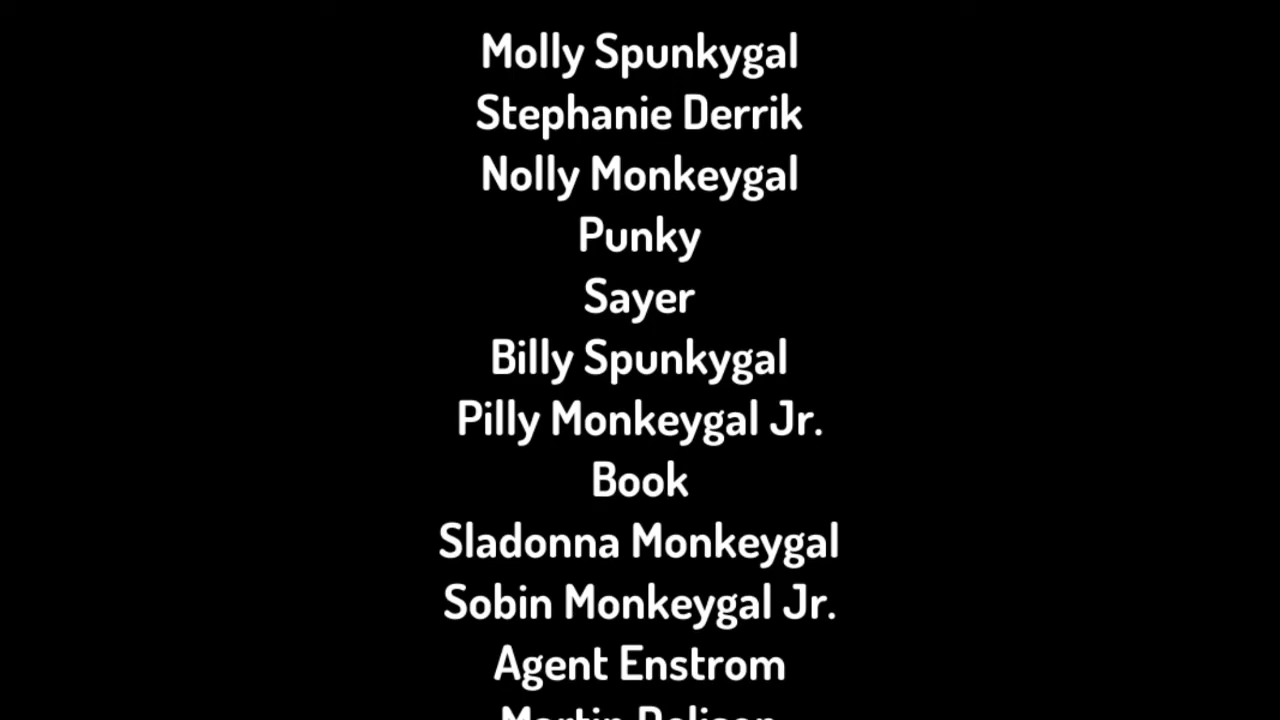 Molly Spunkygal
Stephanie Derrik
Nolly Monkeygal
Punky
Sayer
Billy Spunkygal
Pilly Monkeygal Jr.
Book
Sladonna Monkeygal
Sobin Monkeygal Jr.
Agent Enstrom
Martin